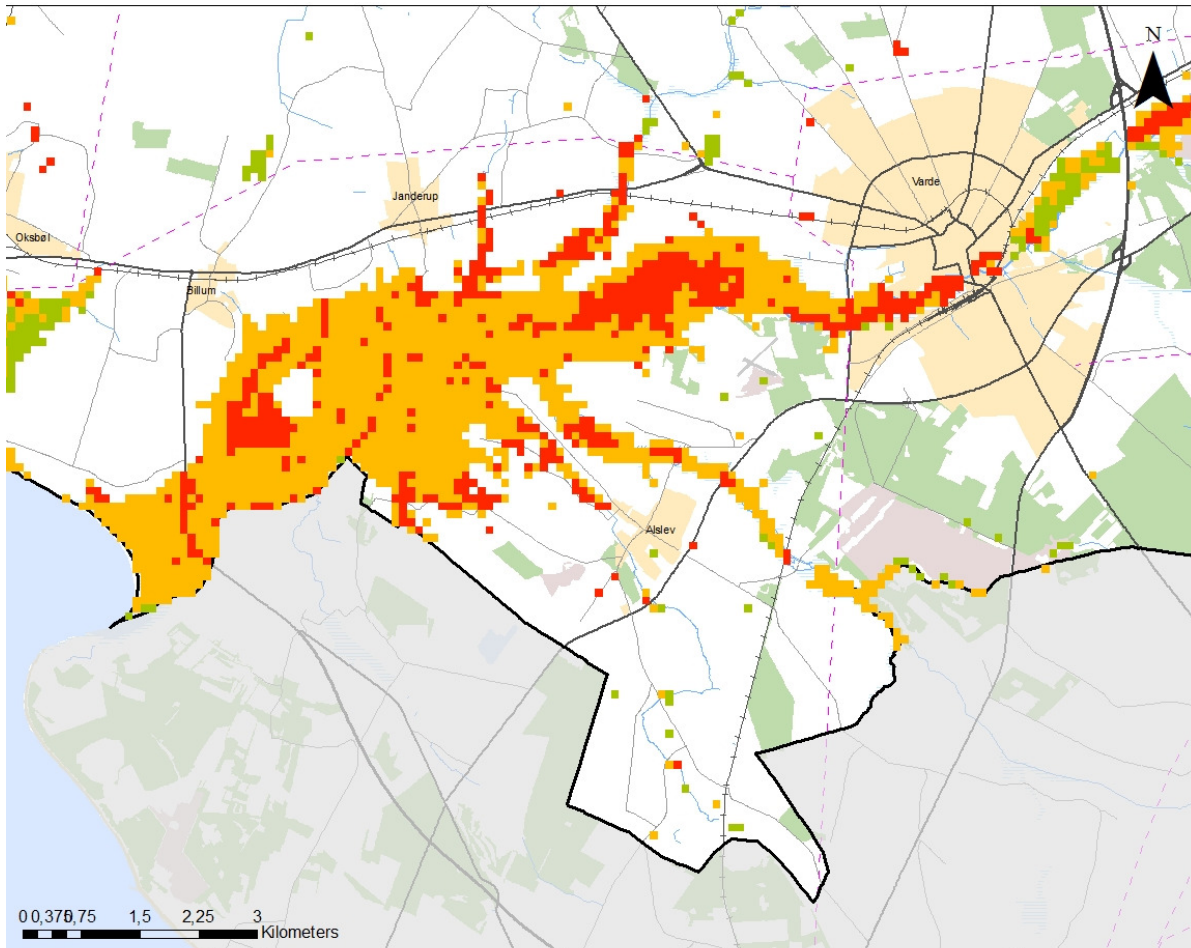 N
Varde
Janderup
Oksbøl
Billum
Alslev
0 0,375 0,75 1,5 2,25 3
Kilometers